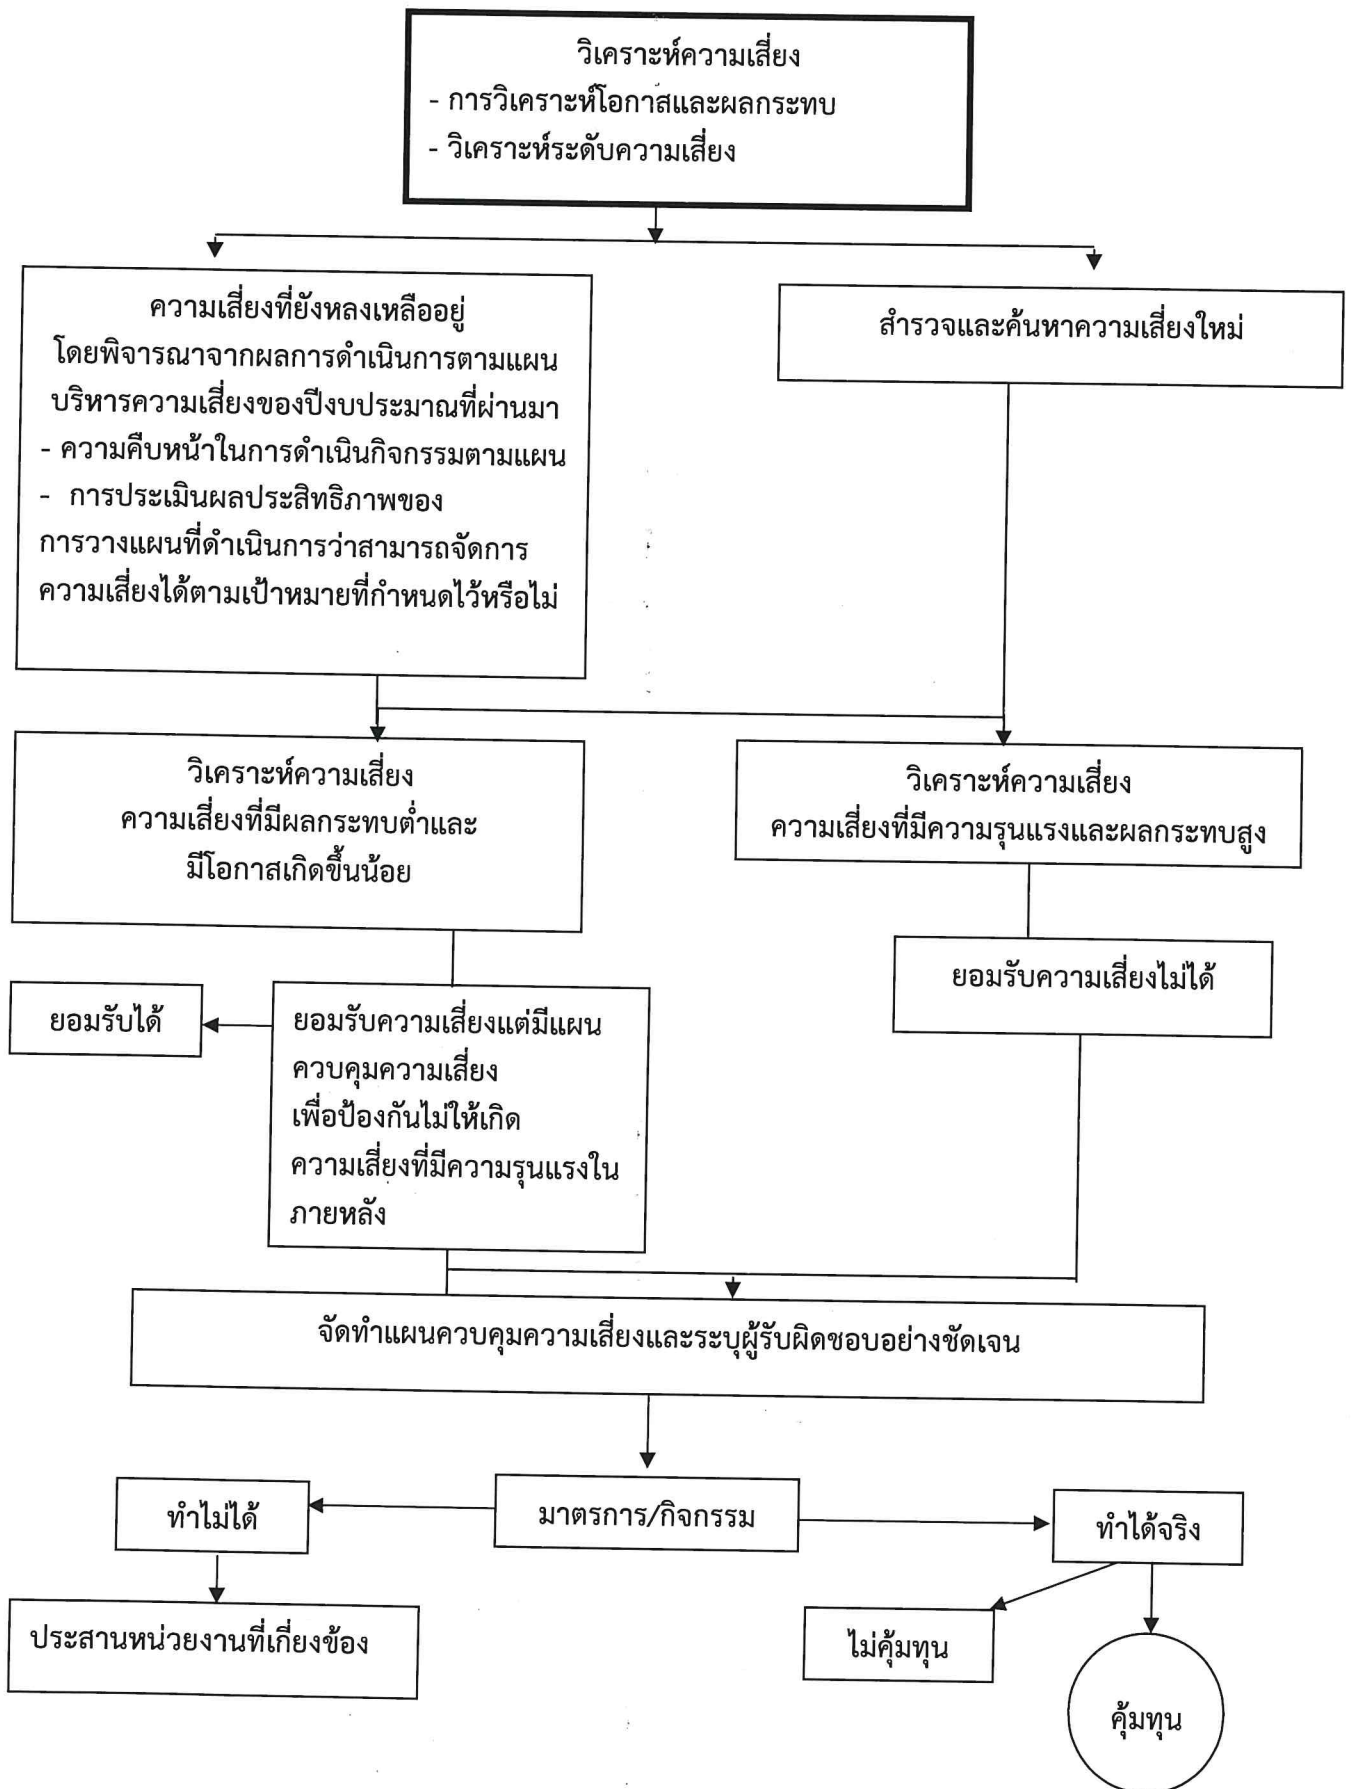 วิเคราะห์ความเสี่ยง
- การวิเคราะห์โอกาสและผลกระทบ
- วิเคราะห์ระดับความเสี่ยง
ความเสี่ยงที่ยังหลงเหลืออยู่
โดยพิจารณาจากผลการดำเนินการตามแผน
บริหารความเสี่ยงของปีงบประมาณที่ผ่านมา
- ความคืบหน้าในการดำเนินกิจกรรมตามแผน
- การประเมินผลประสิทธิภาพของ
การวางแผนที่ดำเนินการว่าสามารถจัดการ
ความเสี่ยงได้ตามเป้าหมายที่กำหนดไว้หรือไม่
สำรวจและค้นหาความเสี่ยงใหม่
วิเคราะห์ความเสี่ยง
ความเสี่ยงที่มีผลกระทบต่ำและ
มีโอกาสเกิดขึ้นน้อย
วิเคราะห์ความเสี่ยง
ความเสี่ยงที่มีความรุนแรงและผลกระทบสูง
ยอมรับได้
ยอมรับความเสี่ยงแต่มีแผน
ควบคุมความเสี่ยง
เพื่อป้องกันไม่ให้เกิด
ความเสี่ยงที่มีความรุนแรงใน
ภายหลัง
ยอมรับความเสี่ยงไม่ได้
จัดทำแผนควบคุมความเสี่ยงและระบุผู้รับผิดชอบอย่างชัดเจน
ทำไม่ได้
มาตรการ/กิจกรรม
ทำได้จริง
ประสานหน่วยงานที่เกี่ยงข้อง
ไม่คุ้มทุน
คุ้มทุน